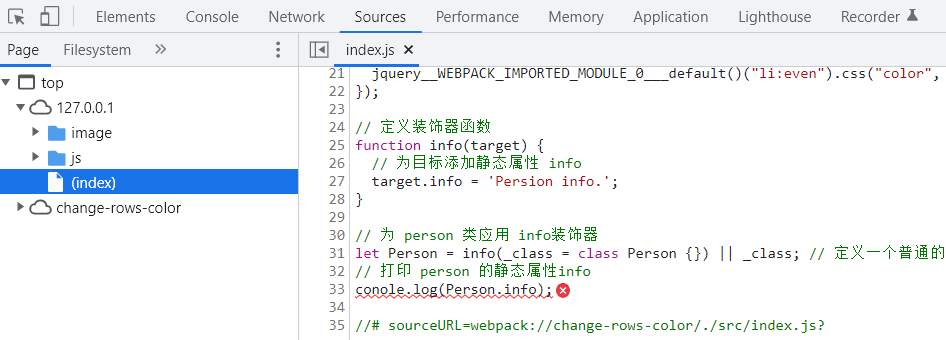 Elements Console Network Sources Performance Memory Application Lighthouse Recorder
Page Filesystem
index.js
top
127.0.0.1
image
js
(index)
change-rows-color
21 jquery__WEBPACK_IMPORTED_MODULE_0___default()("li:even").css("color",
22 });
23
24 // 定义装饰器函数
25 function info(target) {
26 // 为目标添加静态属性 info
27 target.info = 'Persion info.';
28 }
29
30 // 为 person 类应用 info装饰器
31 let Person = info(_class = class Person {}) || _class; // 定义一个普通的
32 // 打印 person 的静态属性info
33 conole.log(Person.info);
34
35 //# sourceURL=webpack://change-rows-color/./src/index.js?